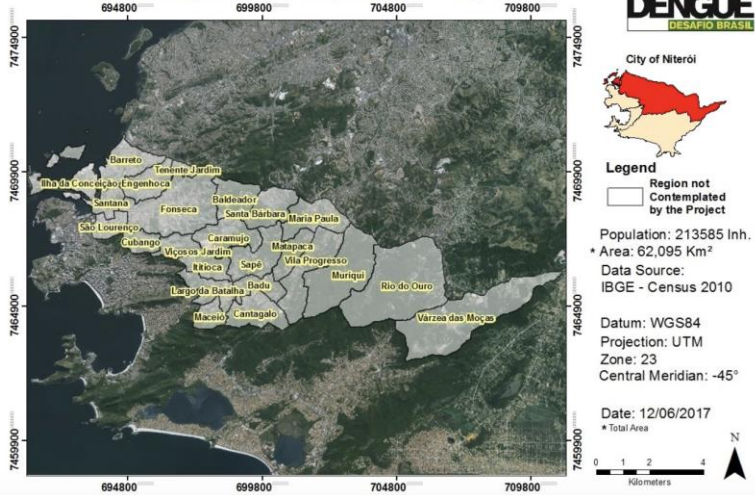 694800 699800 704800 709800
DENGUE
DESAFIO BRASIL
7474900 7474900
7469900 7469900
7464900 7464900
7459900 7459900
Barreto
Tenente Jardim
Ilha da Conceição Engenhoca
Santana
Baldeador
Fonseca
Santa Bárbara
Maria Paula
São Lourenço
Cubango
Caramujo
Matapaca
Viçosos Jardim
Vila Progresso
Ititioca
Sapê
Muriqui
Largo da Batalha
Badu
Rio do Ouro
Maceió
Cantagalo
Várzea das Moças
694800 699800 704800 709800
City of Niterói
Legend
Region not
Contemplated
by the Project
Population: 213585 Inh.
* Area: 62,095 Km²
Data Source:
IBGE - Census 2010
Datum: WGS84
Projection: UTM
Zone: 23
Central Meridian: -45°
Date: 12/06/2017
* Total Area
N
0 1 2 4
Kilometers